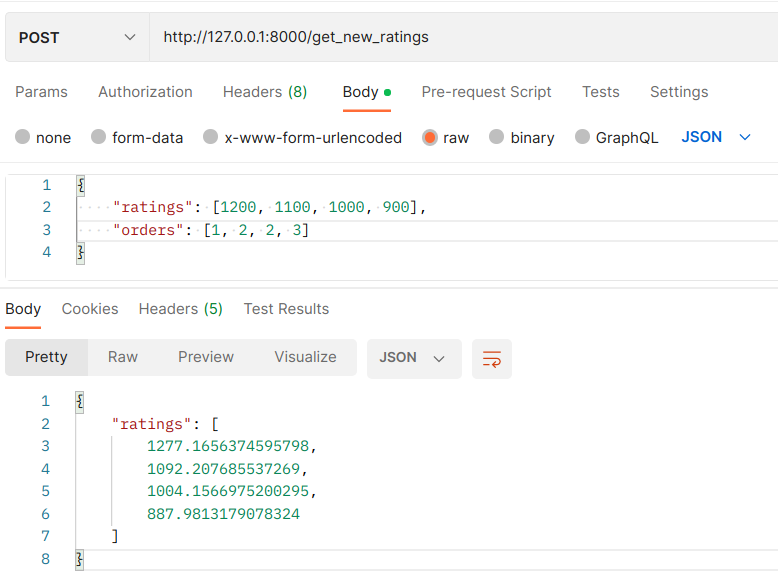 POST http://127.0.0.1:8000/get_new_ratings
Params Authorization Headers (8) Body Pre-request Script Tests Settings
none form-data x-www-form-urlencoded raw binary GraphQL JSON
1 {
2 "ratings": [1200, 1100, 1000, 900],
3 "orders": [1, 2, 2, 3]
4 }
Body Cookies Headers (5) Test Results
Pretty Raw Preview Visualize JSON
1 {
2 "ratings": [
3 1277.1656374595798,
4 1092.207685537269,
5 1004.1566975200295,
6 887.9813179078324
7 ]
8 }